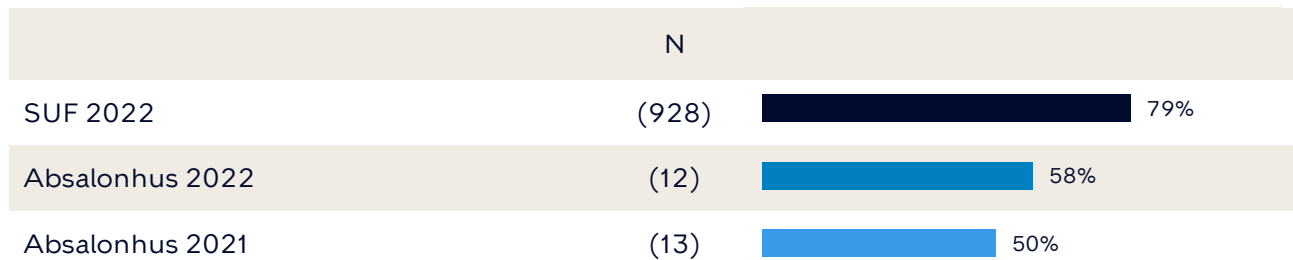 N
SUF 2022 (928) 79%
Absalonhus 2022 (12) 58%
Absalonhus 2021 (13) 50%